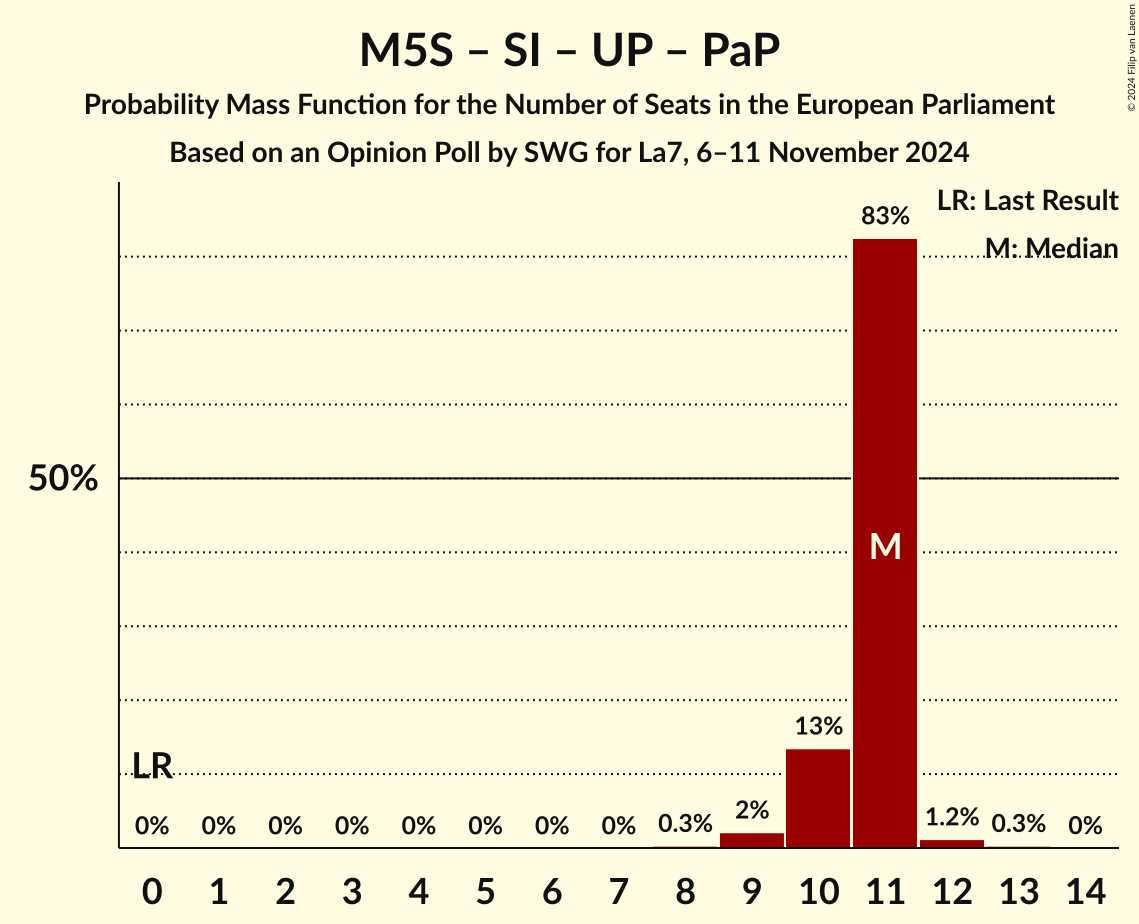 M5S – SI – UP – PaP
Probability Mass Function for the Number of Seats in the European Parliament
Based on an Opinion Poll by SWG for La7, 6–11 November 2024
© 2024 Filip van Laenen
LR: Last Result
M: Median
50%
83%
M
LR
13%
0% 0% 0% 0% 0% 0% 0% 0% 0.3% 2% 1.2% 0.3% 0%
0 1 2 3 4 5 6 7 8 9 10 11 12 13 14